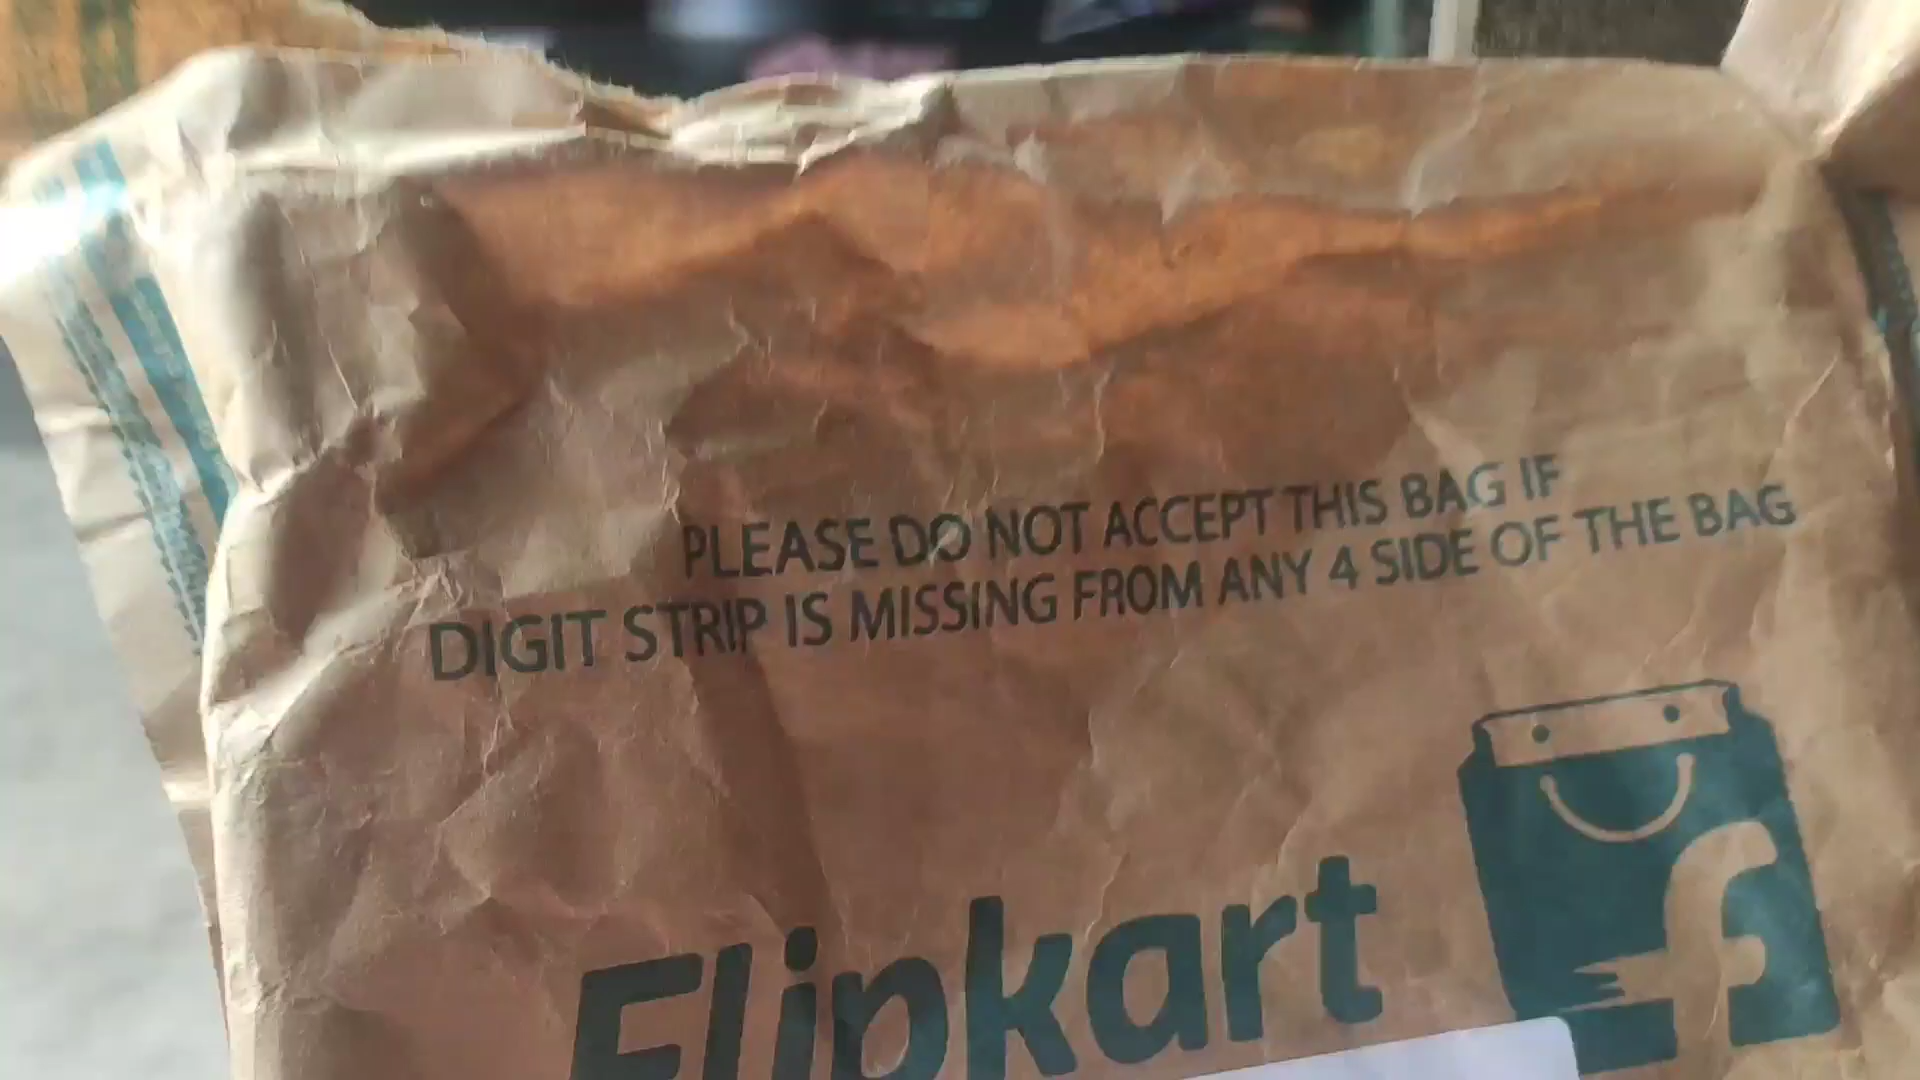 PLEASE DO NOT ACCEPT THIS BAG IF
DIGIT STRIP IS MISSING FROM ANY 4 SIDE OF THE BAG
Flipkart
f